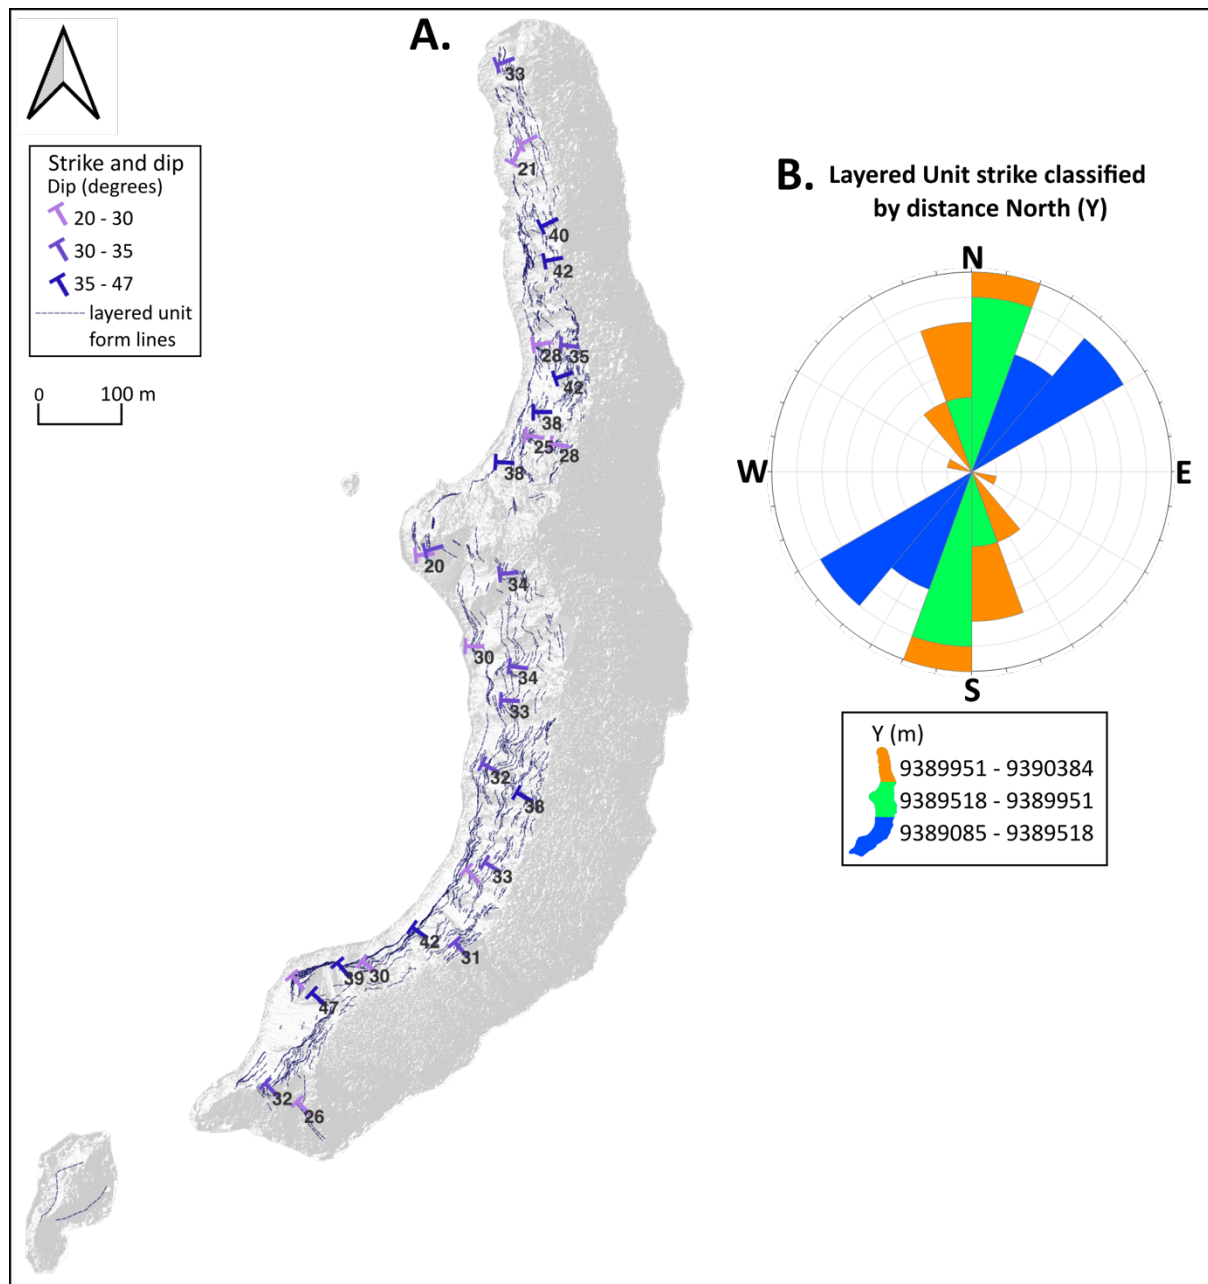 A.
Strike and dip
Dip (degrees)
20 - 30
30 - 35
35 - 47
layered unit
form lines
0 100 m
33
21
40
42
28 35
42
38
25 28
38
20
34
30
34
33
32
38
33
42
31
39 30
47
32
26
B. Layered Unit strike classified
by distance North (Y)
N
W E
S
Y (m)
9389951 - 9390384
9389518 - 9389951
9389085 - 9389518